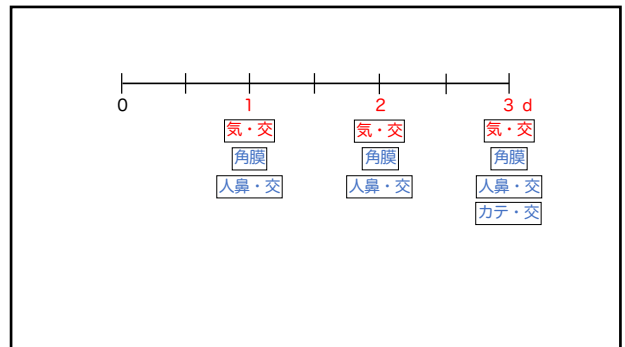 0 1 2 3 d
気・交 気・交 気・交
角膜 角膜 角膜
人鼻・交 人鼻・交 人鼻・交
カテ・交